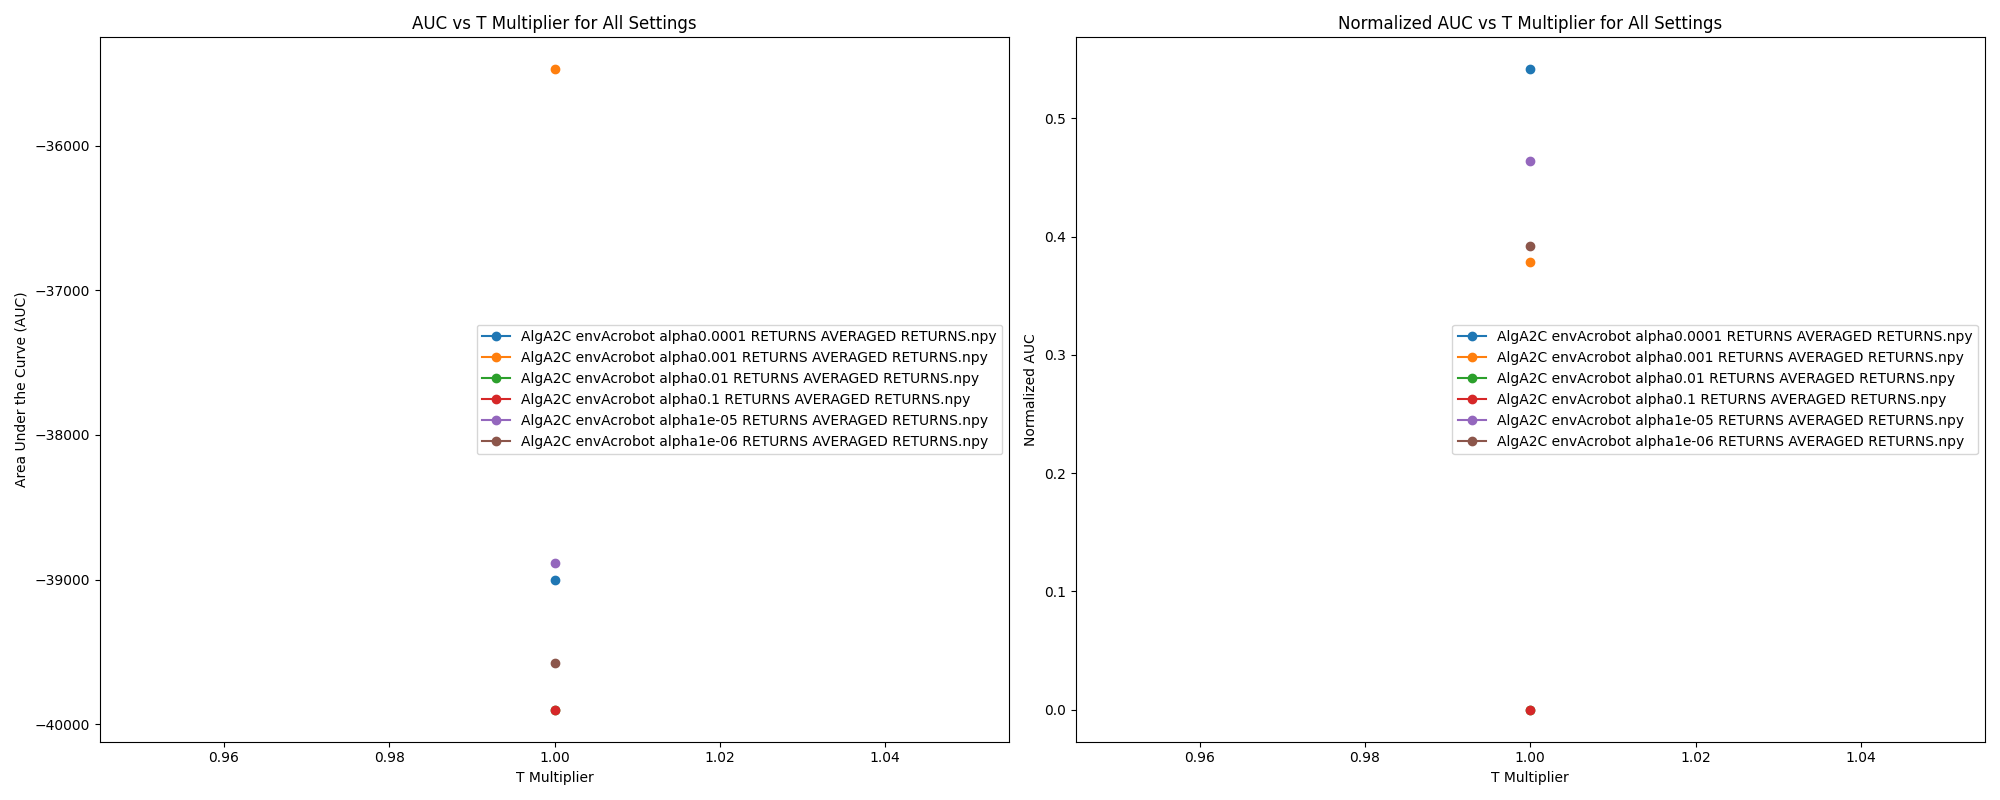 AUC vs T Multiplier for All Settings
Area Under the Curve (AUC)
−36000
−37000
−38000
−39000
−40000
AlgA2C envAcrobot alpha0.0001 RETURNS AVERAGED RETURNS.npy
AlgA2C envAcrobot alpha0.001 RETURNS AVERAGED RETURNS.npy
AlgA2C envAcrobot alpha0.01 RETURNS AVERAGED RETURNS.npy
AlgA2C envAcrobot alpha0.1 RETURNS AVERAGED RETURNS.npy
AlgA2C envAcrobot alpha1e-05 RETURNS AVERAGED RETURNS.npy
AlgA2C envAcrobot alpha1e-06 RETURNS AVERAGED RETURNS.npy
0.96 0.98 1.00 1.02 1.04
T Multiplier
Normalized AUC vs T Multiplier for All Settings
Normalized AUC
0.5
0.4
0.3
0.2
0.1
0.0
AlgA2C envAcrobot alpha0.0001 RETURNS AVERAGED RETURNS.npy
AlgA2C envAcrobot alpha0.001 RETURNS AVERAGED RETURNS.npy
AlgA2C envAcrobot alpha0.01 RETURNS AVERAGED RETURNS.npy
AlgA2C envAcrobot alpha0.1 RETURNS AVERAGED RETURNS.npy
AlgA2C envAcrobot alpha1e-05 RETURNS AVERAGED RETURNS.npy
AlgA2C envAcrobot alpha1e-06 RETURNS AVERAGED RETURNS.npy
0.96 0.98 1.00 1.02 1.04
T Multiplier